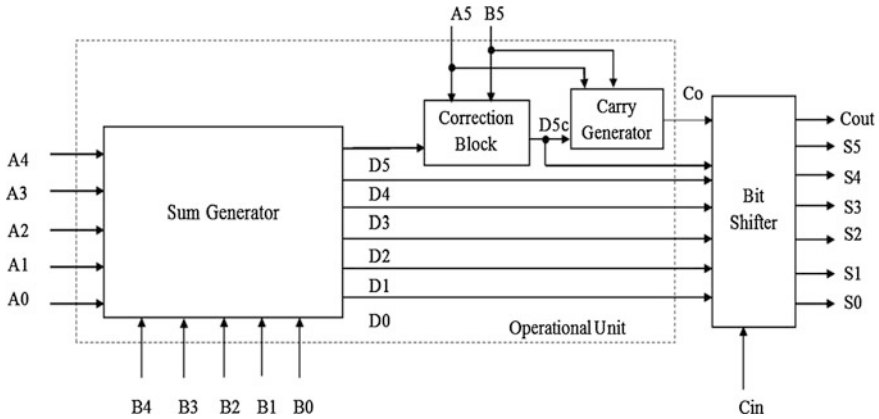 A5 B5
Co
Correction
Block
D5c
Carry
Generator
Cout
S5
S4
S3
S2
S1
S0
A4
A3
A2
A1
A0
Sum Generator
D5
D4
D3
D2
D1
D0
Bit
Shifter
Operational Unit
B4 B3 B2 B1 B0
Cin